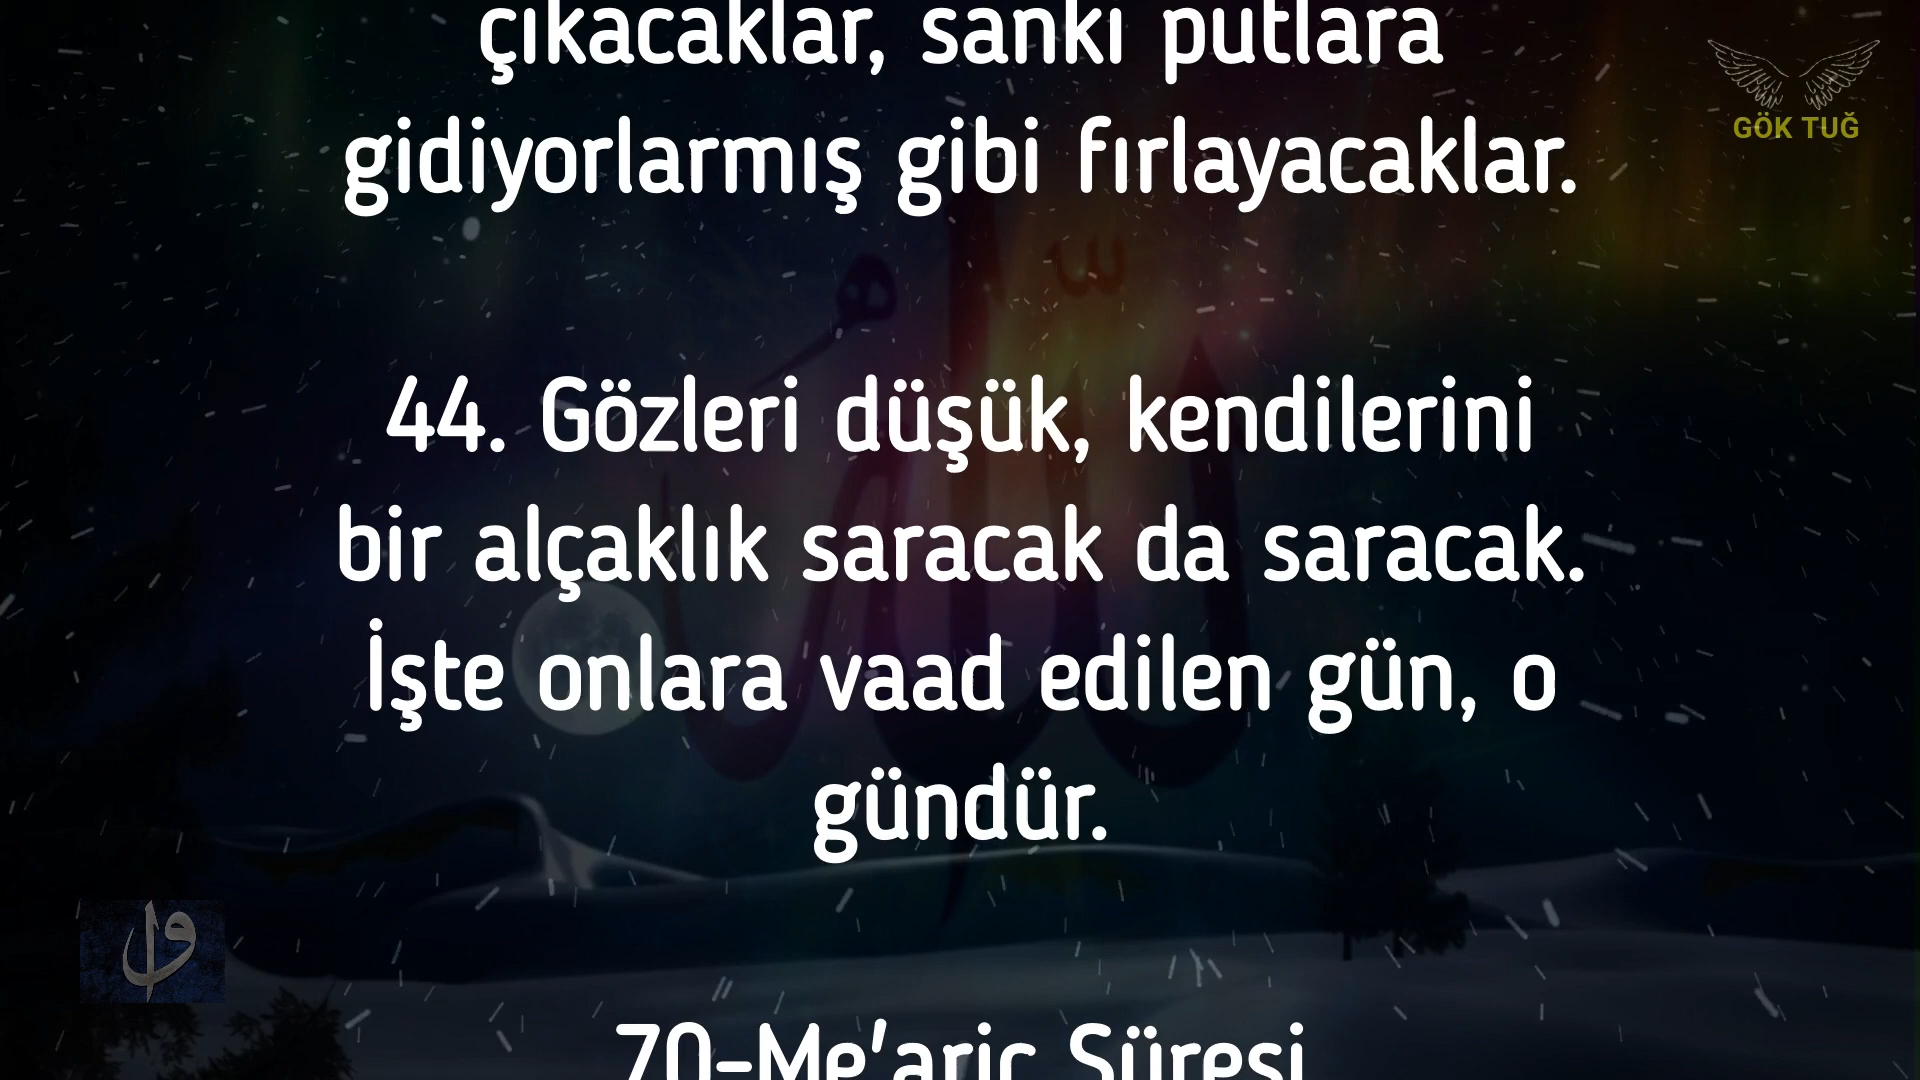 çıkacaklar, sanki putlara
gidiyorlarmış gibi fırlayacaklar.
GÖK TUĞ
44. Gözleri düşük, kendilerini
bir alçaklık saracak da saracak.
İşte onlara vaad edilen gün, o
gündür.
70-Me'aric Sûresi